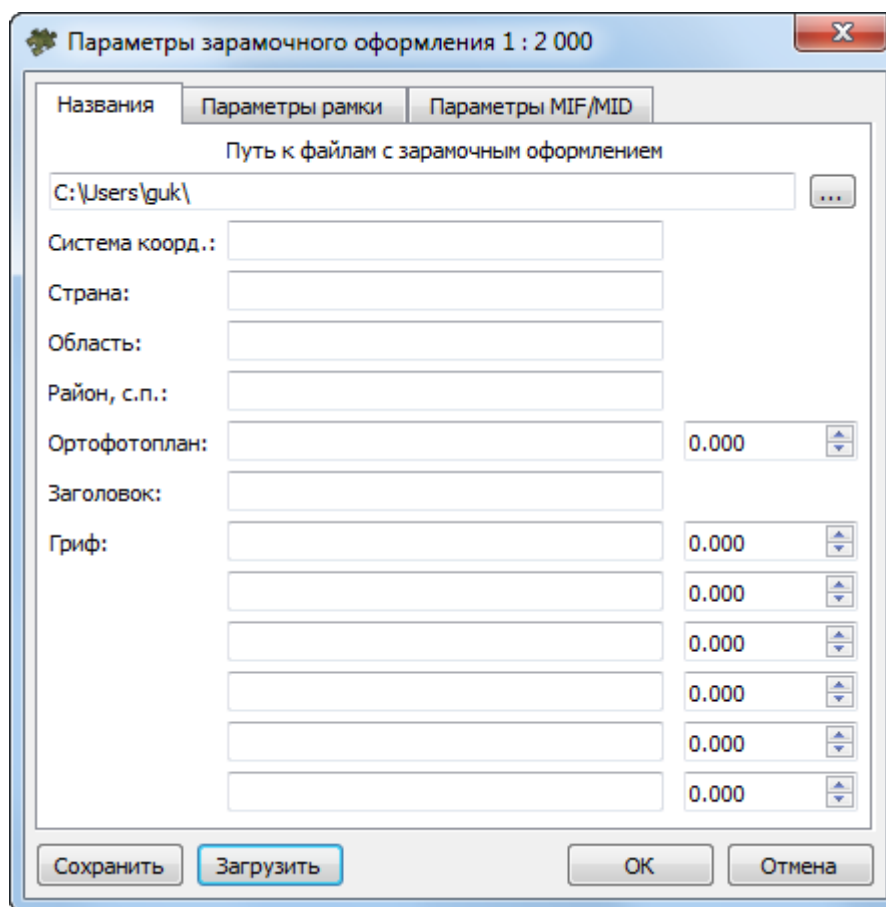 Параметры зарамочного оформления 1 : 2 000
Названия Параметры рамки Параметры MIF/MID
Путь к файлам с зарамочным оформлением
C:\Users\guk\ ...
Система коорд.:
Страна:
Область:
Район, с.п.:
Ортофотоплан: 0.000
Заголовок:
Гриф: 0.000
0.000
0.000
0.000
0.000
0.000
Сохранить Загрузить OK Отмена